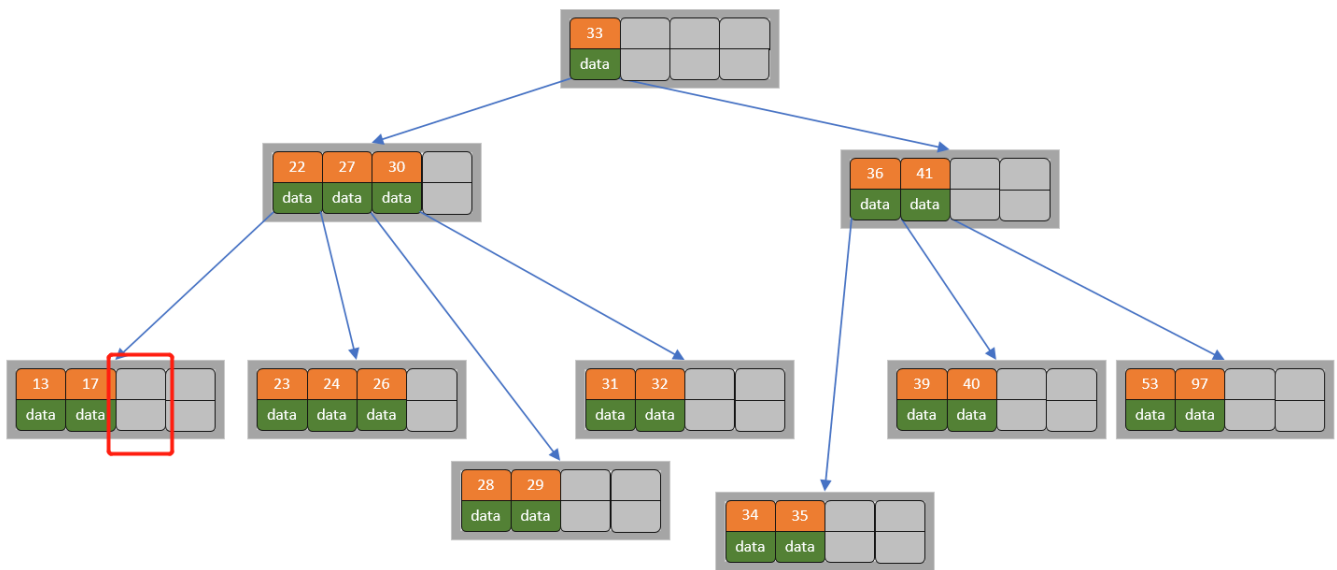 33
data
22 27 30
data data data
36 41
data data
13 17
data data
23 24 26
data data data
31 32
data data
39 40
data data
53 97
data data
28 29
data data
34 35
data data